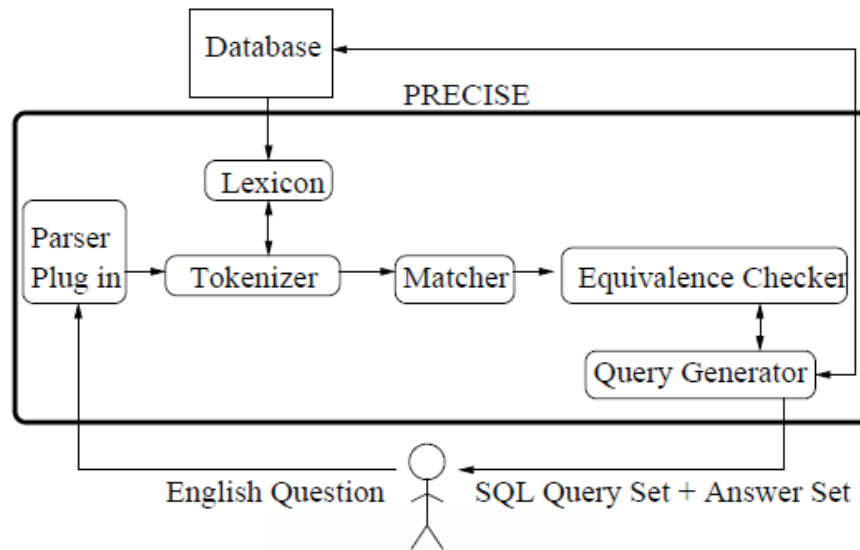 Database
PRECISE
Lexicon
Parser
Plug in
Tokenizer
Matcher
Equivalence Checker
Query Generator
English Question
SQL Query Set + Answer Set